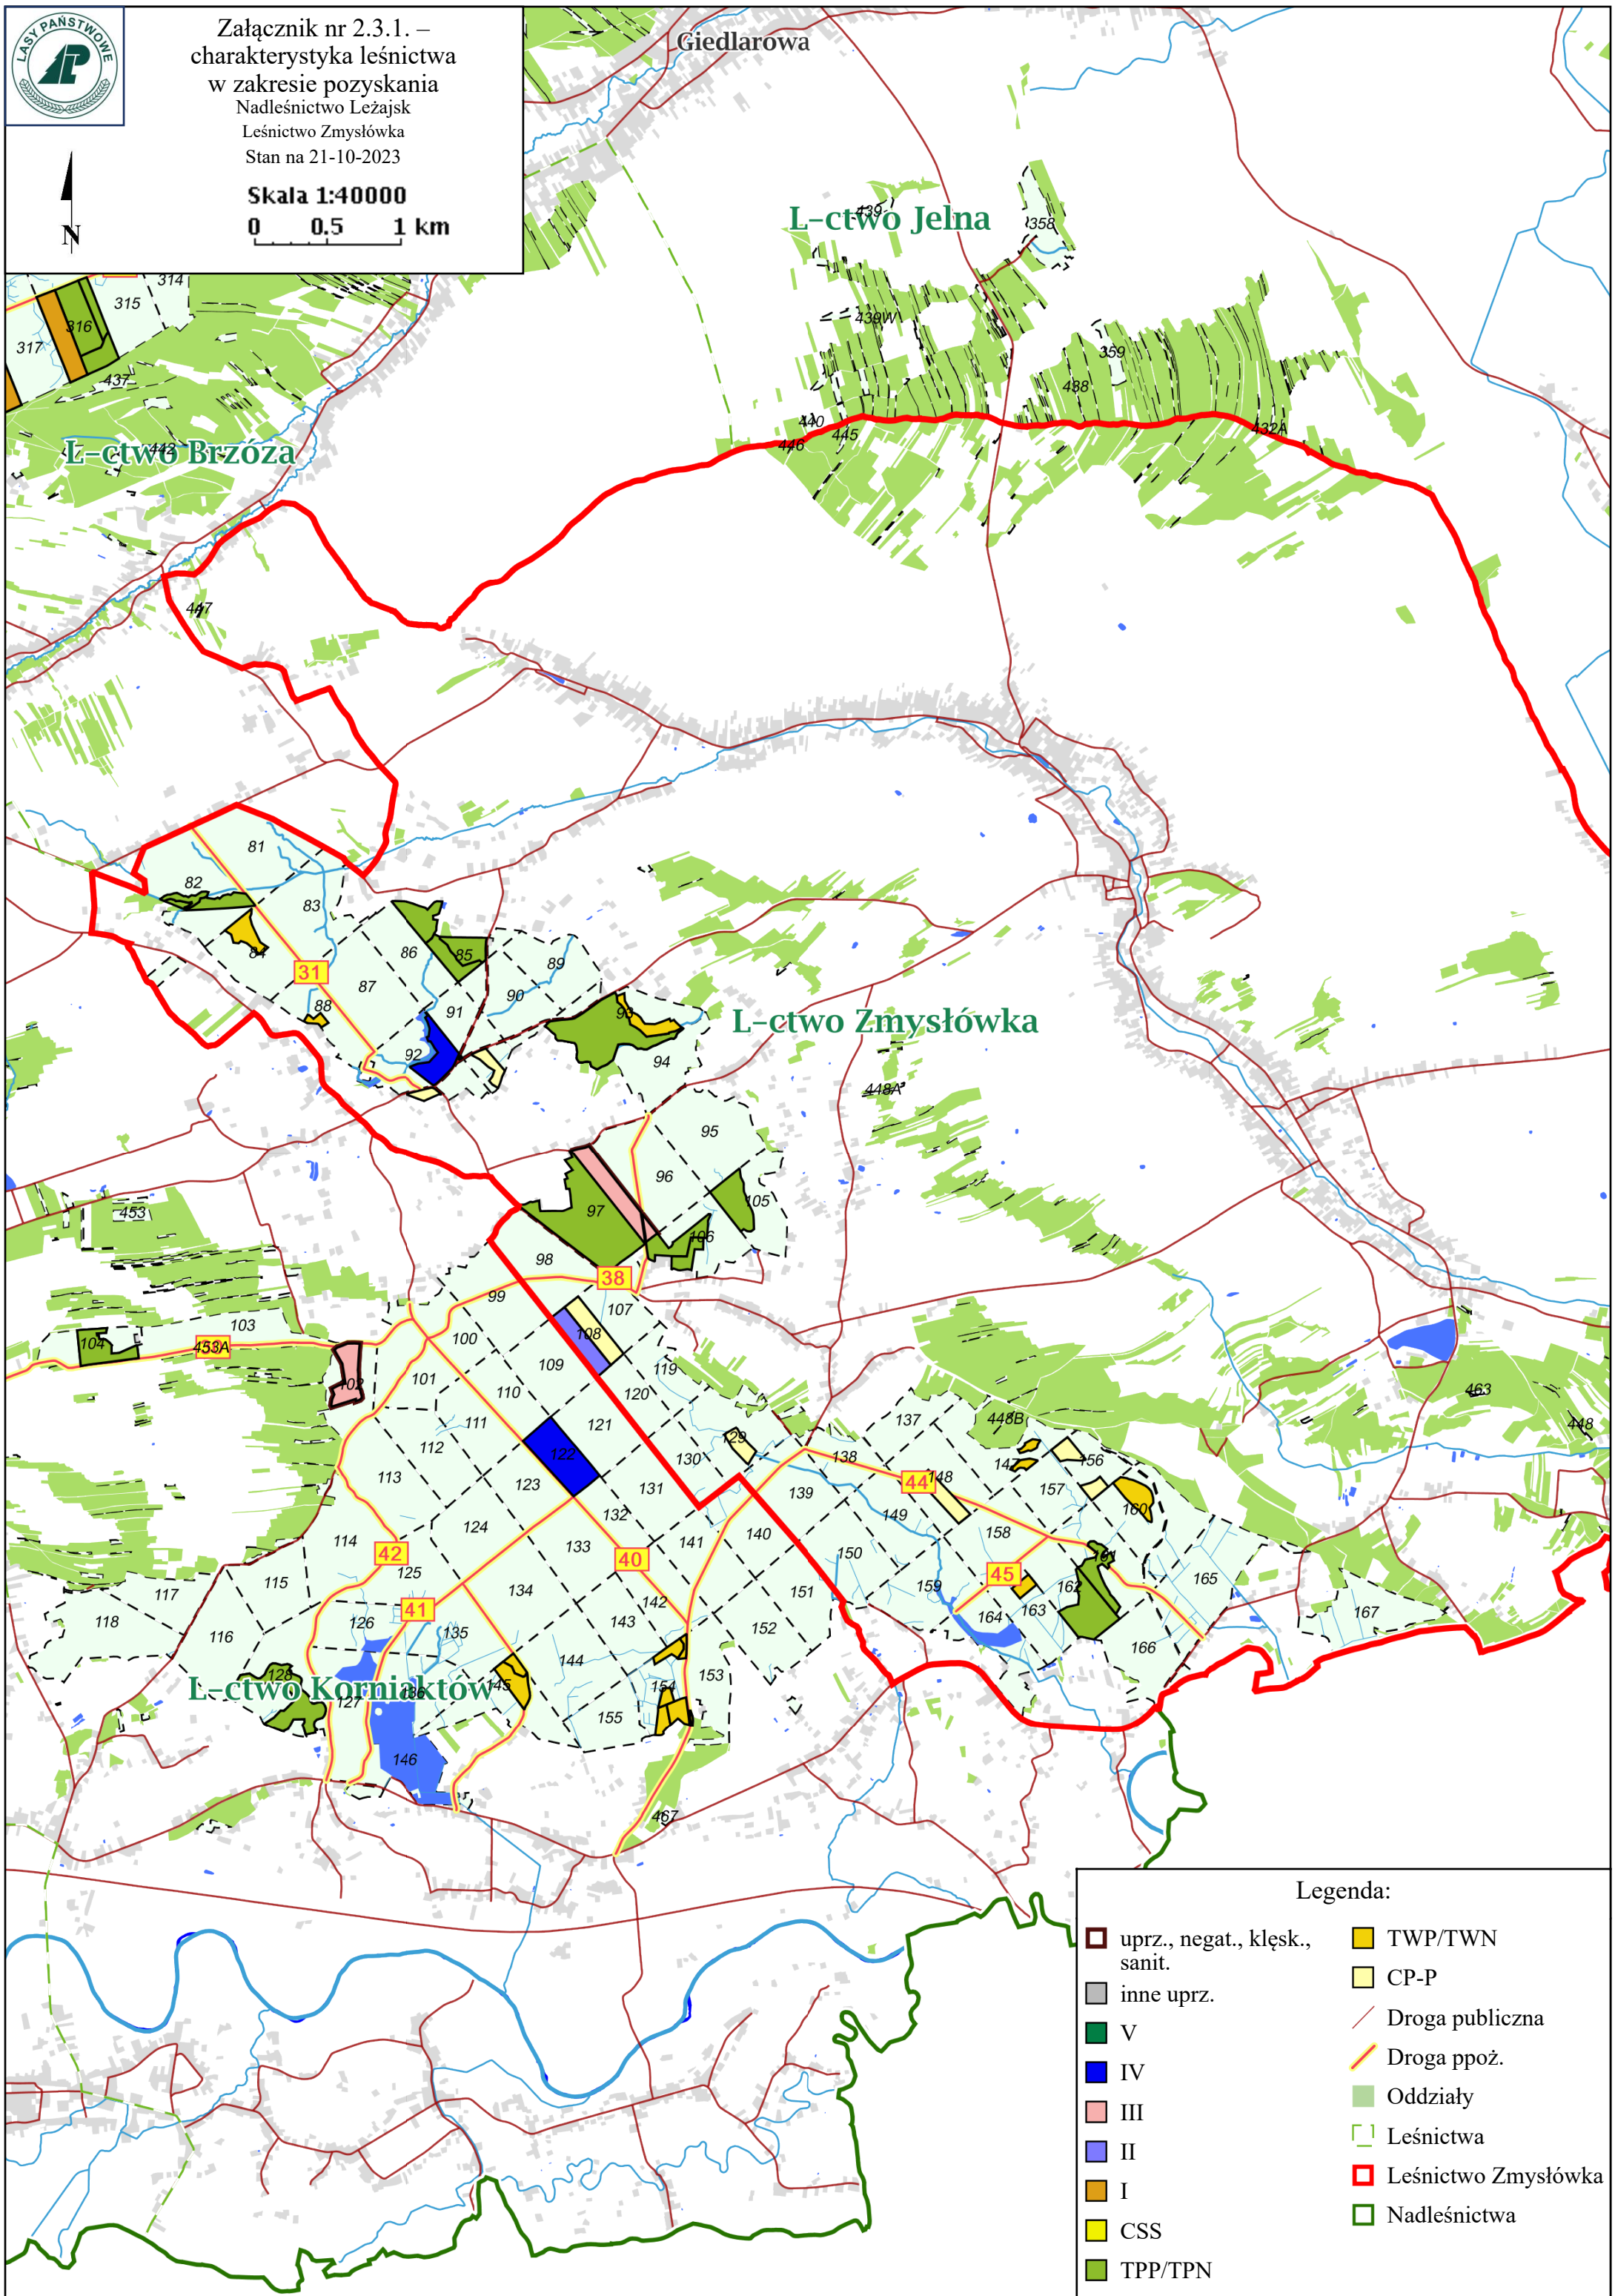 LASY PAŃSTWOWE
Załącznik nr 2.3.1. –
charakterystyka leśnictwa
w zakresie pozyskania
Nadleśnictwo Leżajsk
Leśnictwo Zmysłówka
Stan na 21-10-2023
Skala 1:40000
0 0.5 1 km
N
Giedlarowa
L-ctwo Jelna
439
358
314
315
316
317
437
439W
359
438
440
445
446
432A
442
L-ctwo Brzóza
447
81
82
83
84
31
86
85
87
88
89
90
91
92
93
94
L-ctwo Zmysłówka
448A
95
96
97
105
106
453
98
38
99
107
103
104
453A
100
108
102
101
109
119
110
120
111
112
121
122
113
123
129
130
131
137
448B
463
448
138
147
156
44
148
157
139
160
132
149
124
114
42
133
40
141
140
158
150
161
125
115
45
159
162
165
117
118
41
134
142
151
164
163
167
116
126
135
143
152
166
144
128
153
L-ctwo Korniaktów
145
154
127
136
155
146
467
Legenda:
uprz., negat., klęsk.,
sanit.
inne uprz.
V
IV
III
II
I
CSS
TPP/TPN
TWP/TWN
CP-P
Droga publiczna
Droga ppoż.
Oddziały
Leśnictwa
Leśnictwo Zmysłówka
Nadleśnictwa